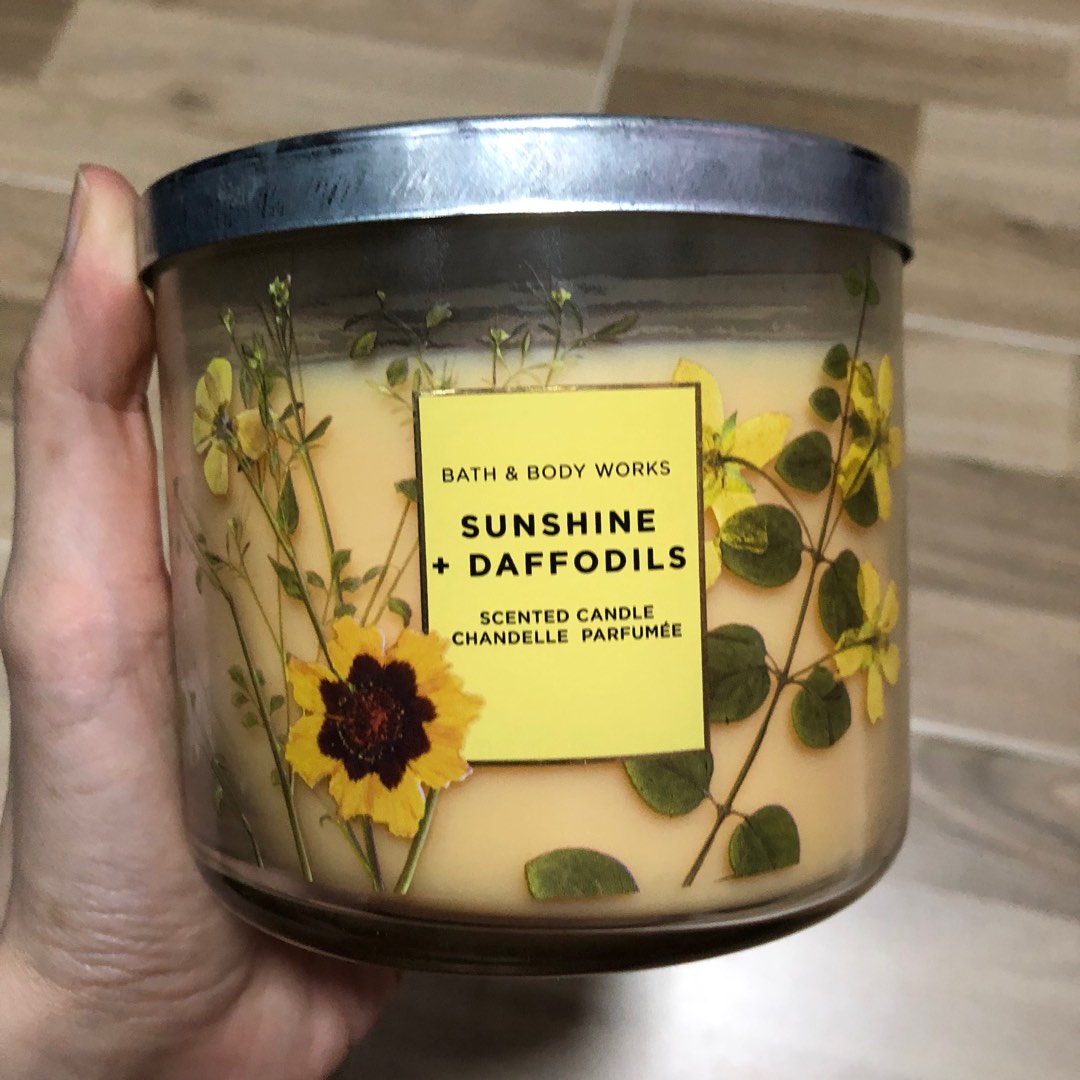 BATH & BODY WORKS
SUNSHINE
+ DAFFODILS
SCENTED CANDLE
CHANDELLE PARFUMÉE